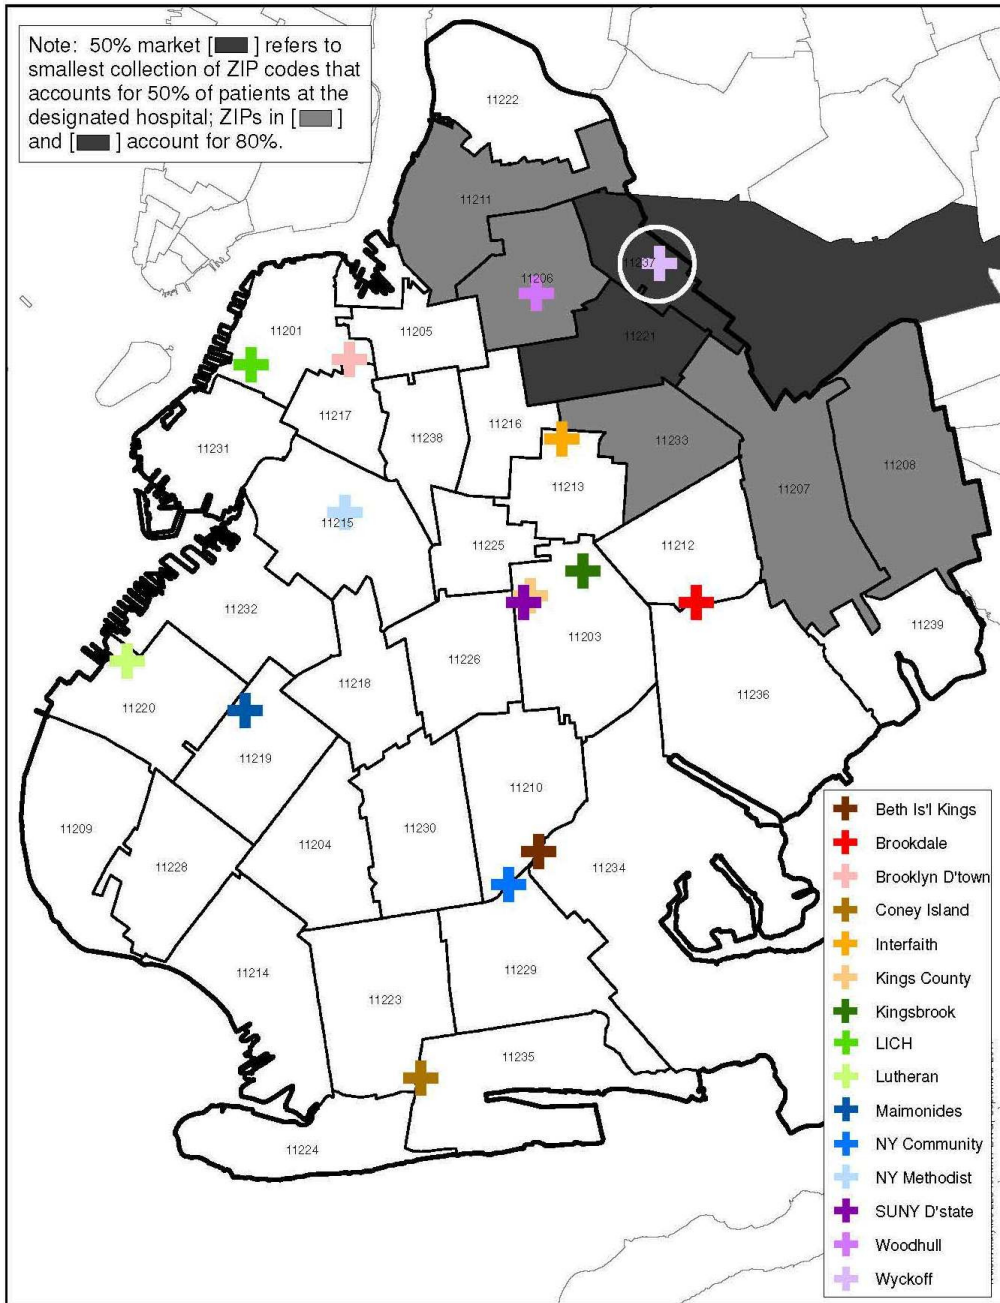 Note: 50% market [ ] refers to
smallest collection of ZIP codes that
accounts for 50% of patients at the
designated hospital; ZIPs in [ ]
and [ ] account for 80%.
11222
11211
11237
11206
11221
11201
11205
11217
11216
11238
11231
11233
11208
11213
11207
11215
11225
11212
11232
11203
11239
11226
11218
11236
11220
11219
11210
11209
11204
11230
11228
11234
11214
11229
11223
11235
11224
Beth Is'l Kings
Brookdale
Brooklyn D'town
Coney Island
Interfaith
Kings County
Kingsbrook
LICH
Lutheran
Maimonides
NY Community
NY Methodist
SUNY D'state
Woodhull
Wyckoff